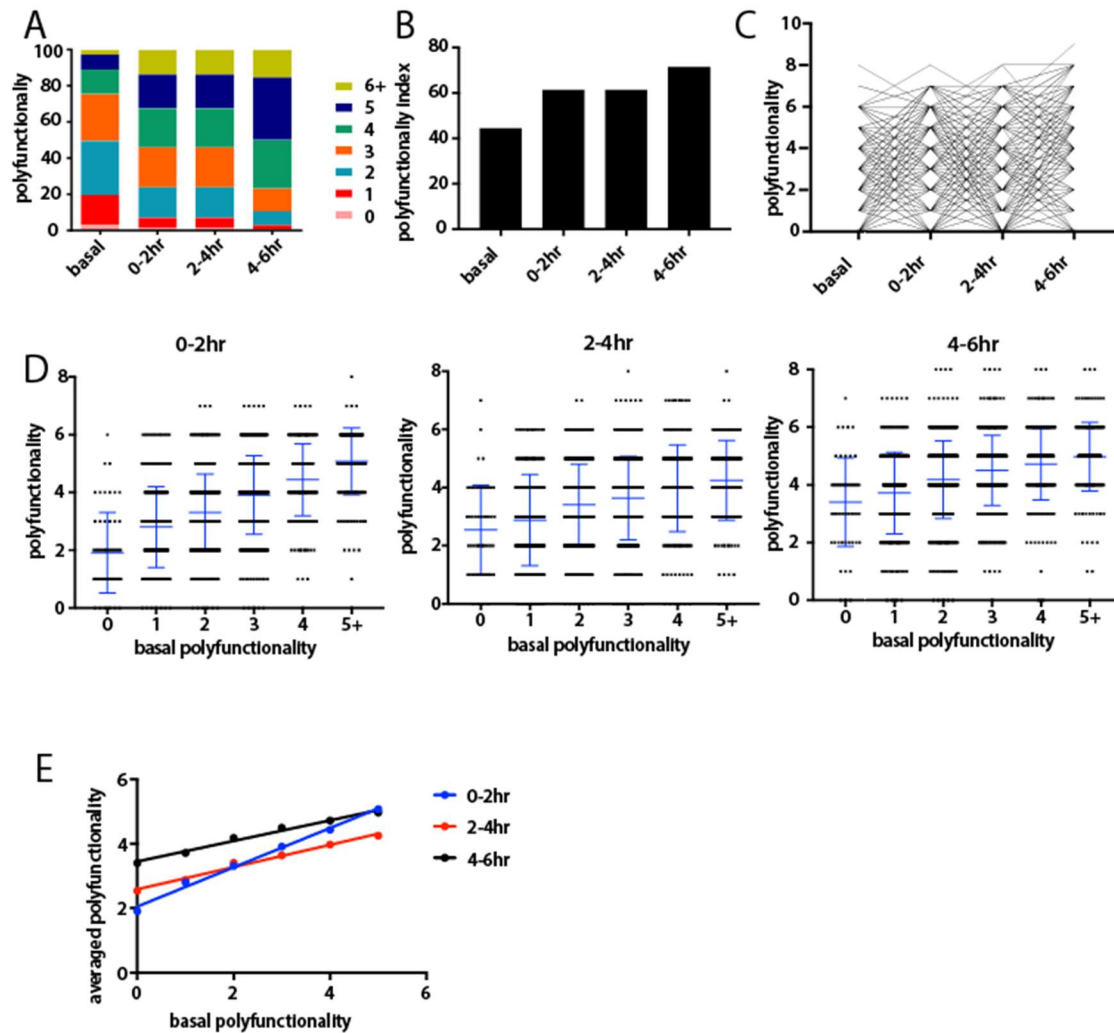 A
polyfunctionally
100
80
60
40
20
0
basal
0-2hr
2-4hr
4-6hr
6+
5
4
3
2
1
0
B
polyfunctionally index
80
60
40
20
0
basal
0-2hr
2-4hr
4-6hr
C
polyfunctionality
10
8
6
4
2
0
basal
0-2hr
2-4hr
4-6hr
D
0-2hr
polyfunctionality
8
6
4
2
0
0 1 2 3 4 5+
basal polyfunctionality
2-4hr
polyfunctionality
8
6
4
2
0
0 1 2 3 4 5+
basal polyfunctionality
4-6hr
polyfunctionality
8
6
4
2
0
0 1 2 3 4 5+
basal polyfunctionality
E
averaged polyfunctionality
6
4
2
0
0 2 4 6
basal polyfunctionality
0-2hr
2-4hr
4-6hr